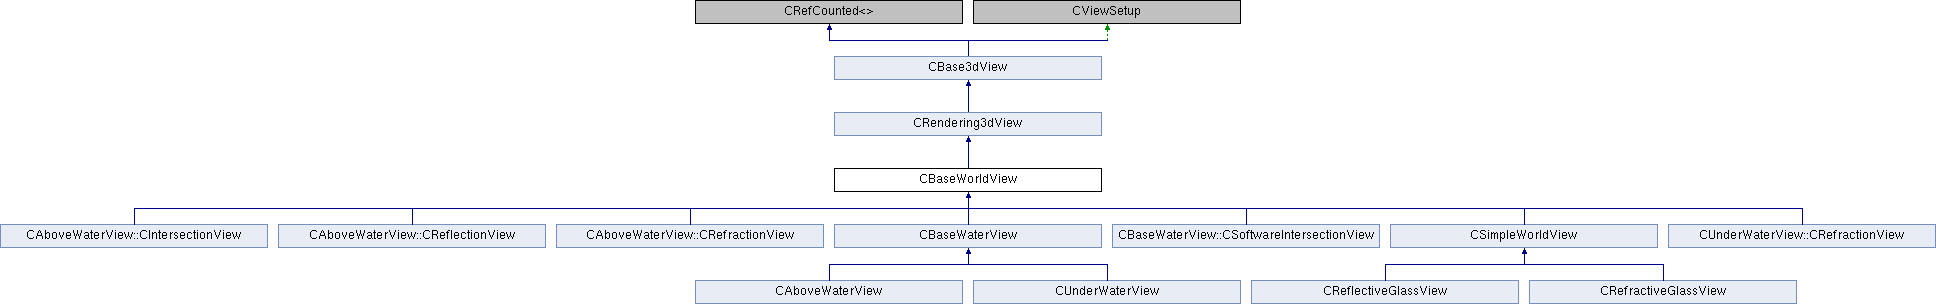 CRefCounted<>
CViewSetup
CBase3dView
CRendering3dView
CBaseWorldView
CAboveWaterView::CIntersectionView
CAboveWaterView::CReflectionView
CAboveWaterView::CRefractionView
CBaseWaterView
CBaseWaterView::CSoftwareIntersectionView
CSimpleWorldView
CUnderWaterView::CRefractionView
CAboveWaterView
CUnderWaterView
CReflectiveGlassView
CRefractiveGlassView